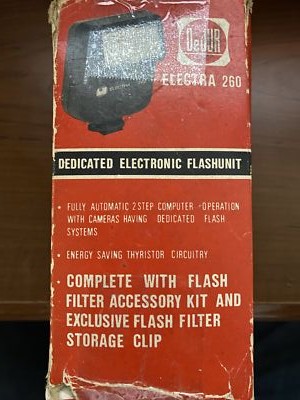 DeJUR
ELECTRA 260
DEDICATED ELECTRONIC FLASHUNIT
• FULLY AUTOMATIC 2 STEP COMPUTER - OPERATION
WITH CAMERAS HAVING DEDICATED FLASH
SYSTEMS
• ENERGY SAVING THYRISTOR CIRCUITRY
• COMPLETE WITH FLASH
FILTER ACCESSORY KIT AND
EXCLUSIVE FLASH FILTER
STORAGE CLIP